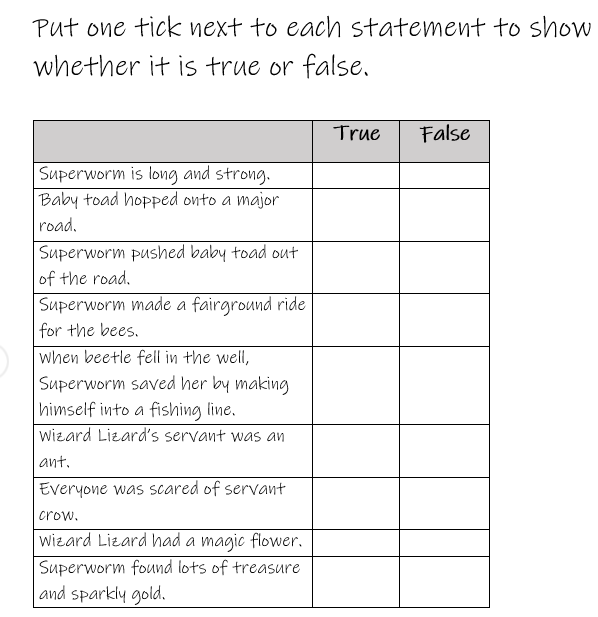 Put one tick next to each statement to show
whether it is true or false.
True False
Superworm is long and strong.
Baby toad hopped onto a major
road.
Superworm pushed baby toad out
of the road.
Superworm made a fairground ride
for the bees.
When beetle fell in the well,
Superworm saved her by making
himself into a fishing line.
Wizard Lizard's servant was an
ant.
Everyone was scared of servant
crow.
Wizard Lizard had a magic flower.
Superworm found lots of treasure
and sparkly gold.